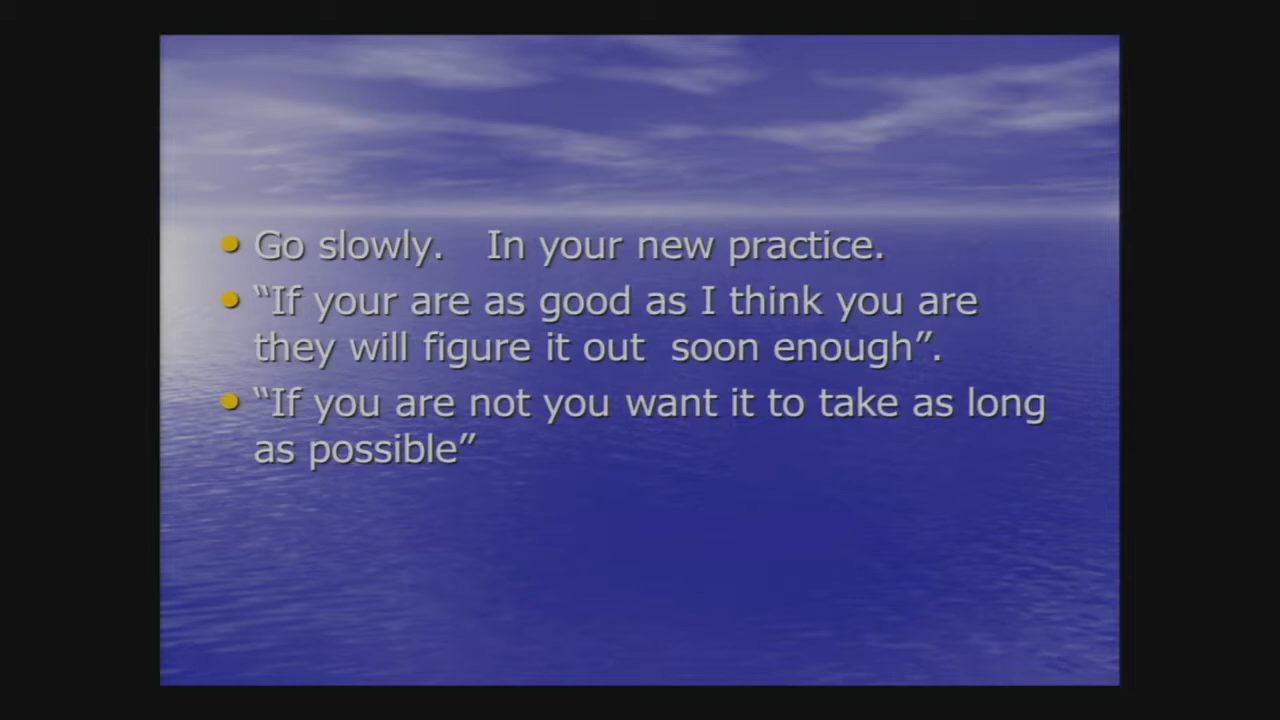 Go slowly.   In your new practice.
“If your are as good as I think you are
they will figure it out  soon enough”.
“If you are not you want it to take as long
as possible”